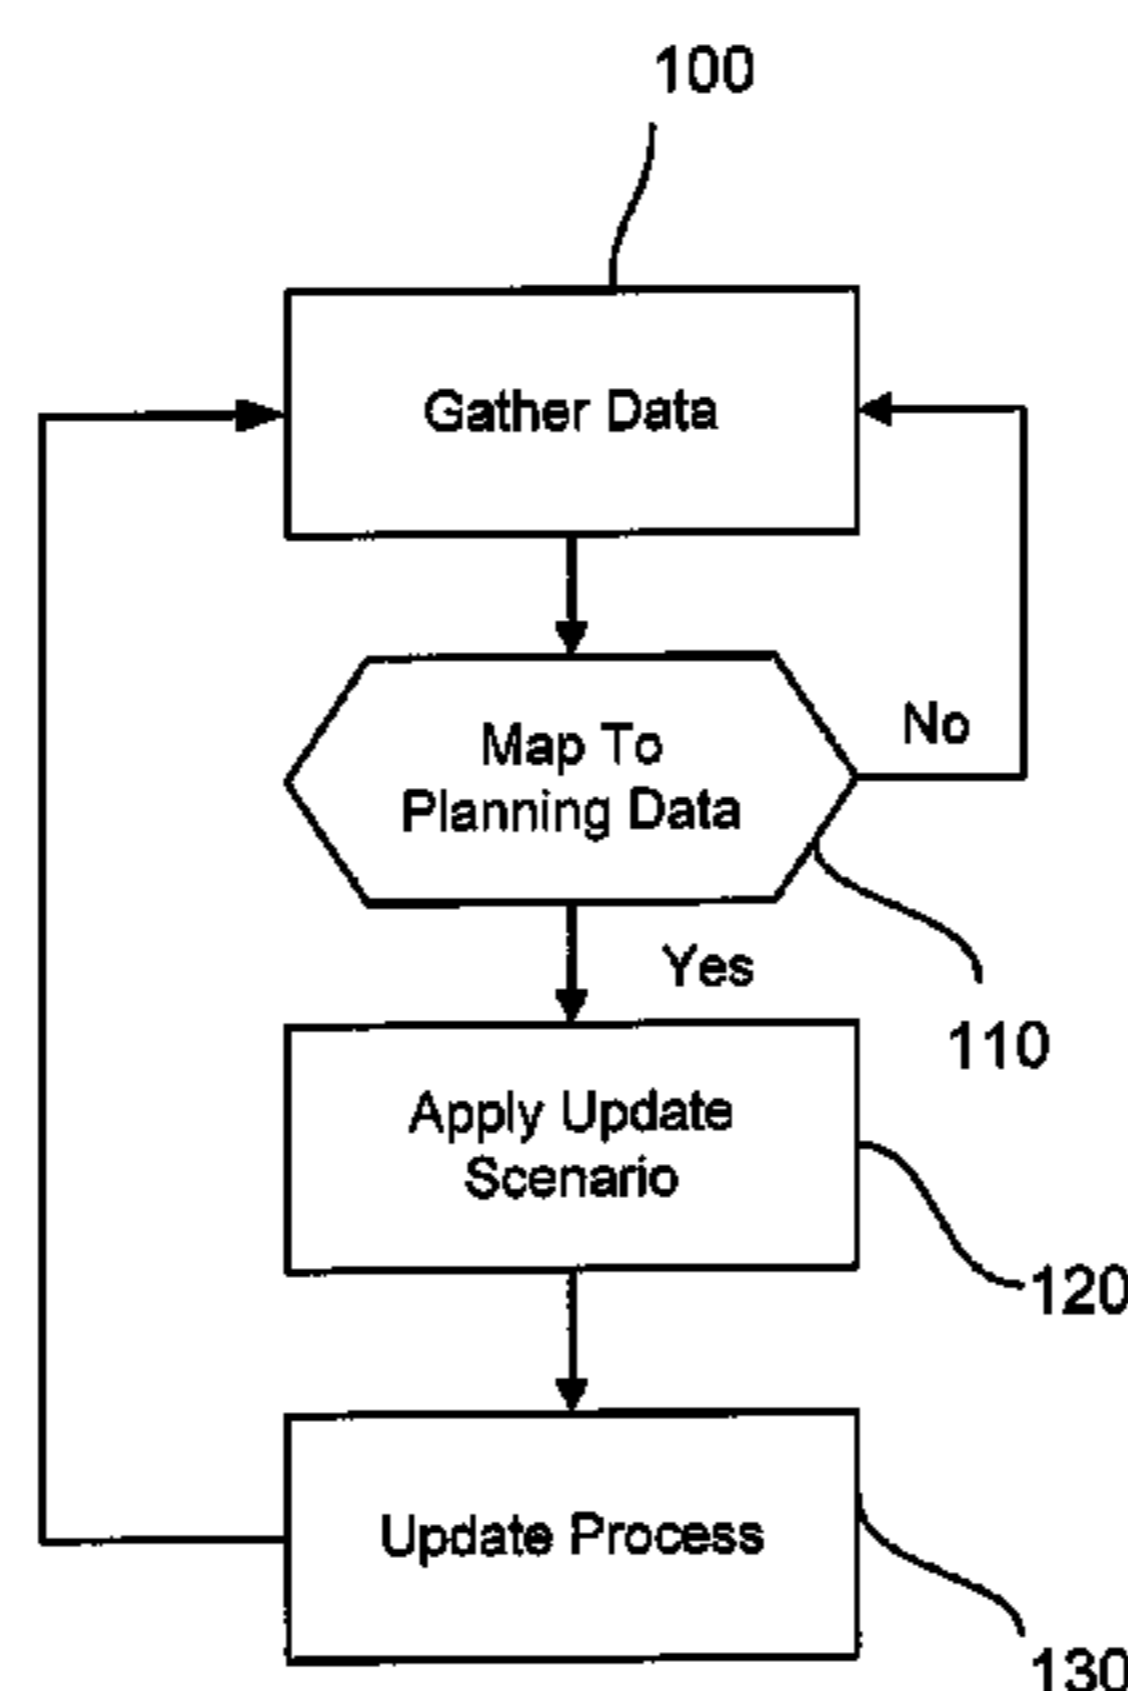 100
Gather Data
Map To
Planning Data
No
Yes
110
Apply Update
Scenario
120
Update Process
130